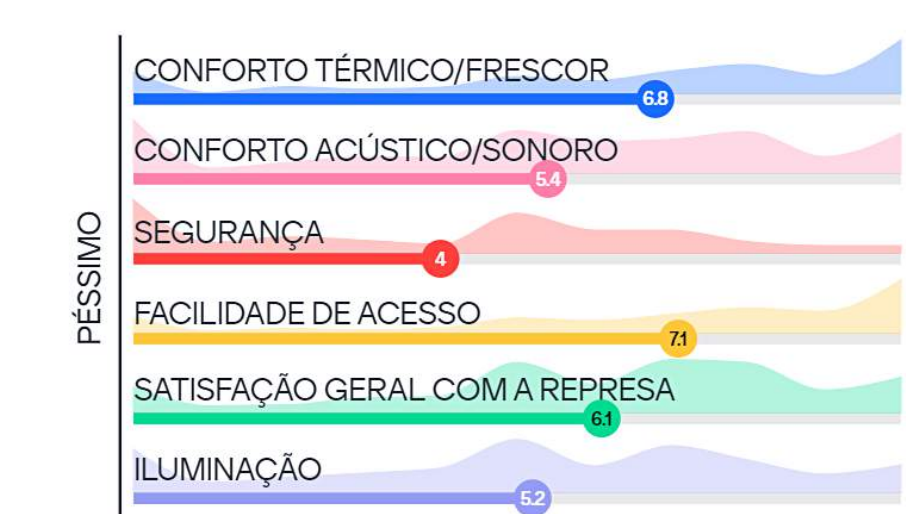 CONFORTO TÉRMICO/FRESCOR
6.8
CONFORTO ACÚSTICO/SONORO
5.4
SEGURANÇA
4
PÉSSIMO
FACILIDADE DE ACESSO
7.1
SATISFAÇÃO GERAL COM A REPRESA
6.1
ILUMINAÇÃO
5.2